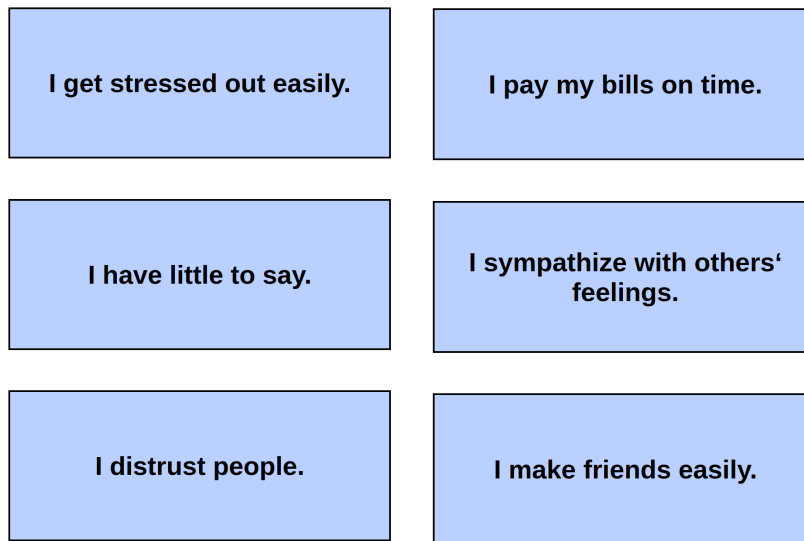 I get stressed out easily.
I pay my bills on time.
I have little to say.
I sympathize with others‘
feelings.
I distrust people.
I make friends easily.